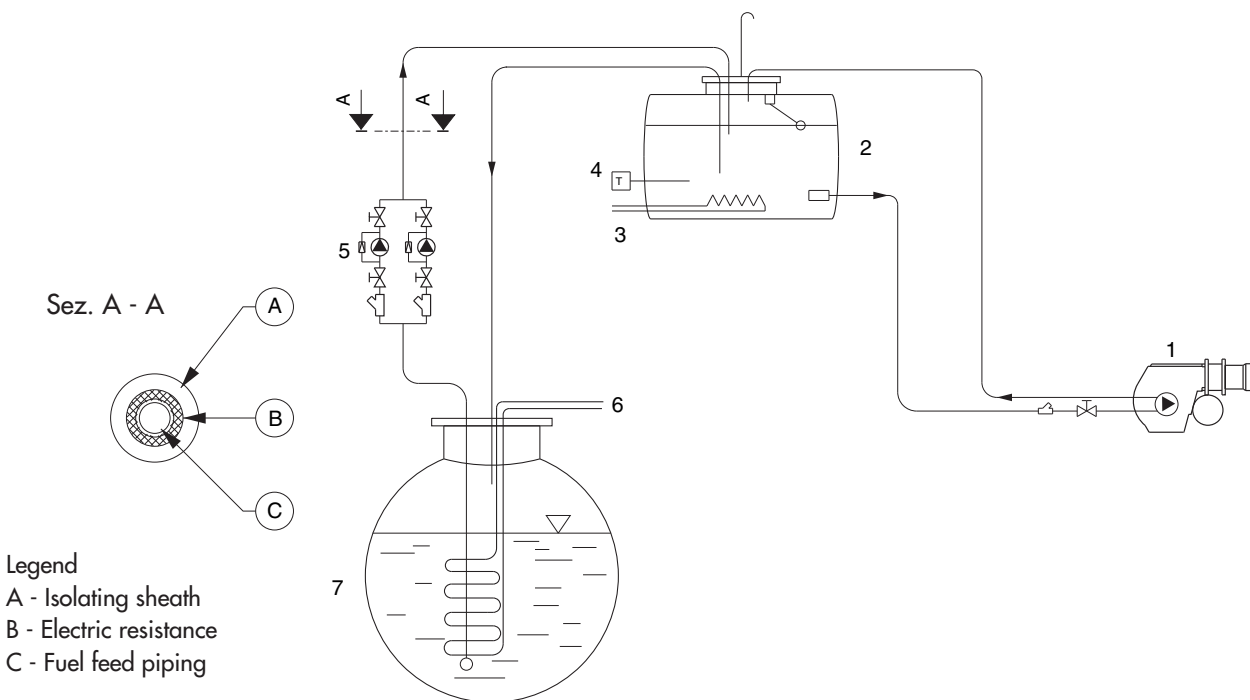 A
A
2
4
T
3
5
1
Sez. A - A
A
B
C
6
7
Legend
A - Isolating sheath
B - Electric resistance
C - Fuel feed piping